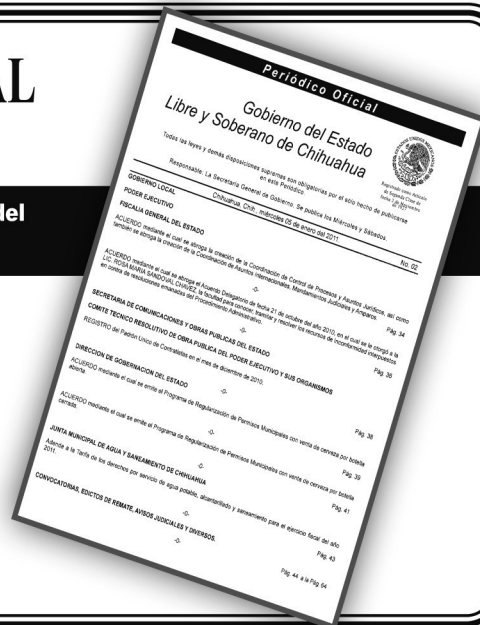 AL
del
Periódico Oficial
Gobierno del Estado
Libre y Soberano de Chihuahua
Todas las leyes y demás disposiciones supremas son obligatorias por el sólo hecho de publicarse
en este Periódico
Responsable: La Secretaría General de Gobierno. Se publica los Miércoles y Sábados.
Chihuahua, Chih., miércoles 05 de enero del 2011.
No. 02
GOBIERNO LOCAL
PODER EJECUTIVO
FISCALIA GENERAL DEL ESTADO
ACUERDO mediante el cual se abroga la creación de la Coordinación de Control de Procesos y Asuntos Jurídicos, así como
también se abroga la creación de la Coordinación de Asuntos Internacionales, Mandamientos Judiciales y Amparos.
Pág. 34
-0-
ACUERDO mediante el cual se abroga el Acuerdo Delegatorio de fecha 21 de octubre del año 2010, en el cual se le otorgó a la
LIC. ROSA MARIA SANDOVAL CHAVEZ, la facultad para conocer, tramitar y resolver los recursos de inconformidad interpuestos
en contra de resoluciones emanadas del Procedimiento Administrativo.
Pág. 36
-0-
SECRETARIA DE COMUNICACIONES Y OBRAS PUBLICAS DEL ESTADO
COMITE TECNICO RESOLUTIVO DE OBRA PUBLICA DEL PODER EJECUTIVO Y SUS ORGANISMOS
REGISTRO del Padrón Unico de Contratistas en el mes de diciembre de 2010.
Pág. 38
-0-
DIRECCION DE GOBERNACION DEL ESTADO
ACUERDO mediante el cual se emite el Programa de Regularización de Permisos Municipales con venta de cerveza por botella
abierta.
Pág. 39
-0-
ACUERDO mediante el cual se emite el Programa de Regularización de Permisos Municipales con venta de cerveza por botella
cerrada.
Pág. 41
-0-
JUNTA MUNICIPAL DE AGUA Y SANEAMIENTO DE CHIHUAHUA
Adenda a la Tarifa de los derechos por servicio de agua potable, alcantarillado y saneamiento para el ejercicio fiscal del año
2011.
Pág. 43
-0-
CONVOCATORIAS, EDICTOS DE REMATE, AVISOS JUDICIALES Y DIVERSOS.
Pág. 44 a la Pág. 64
-0-